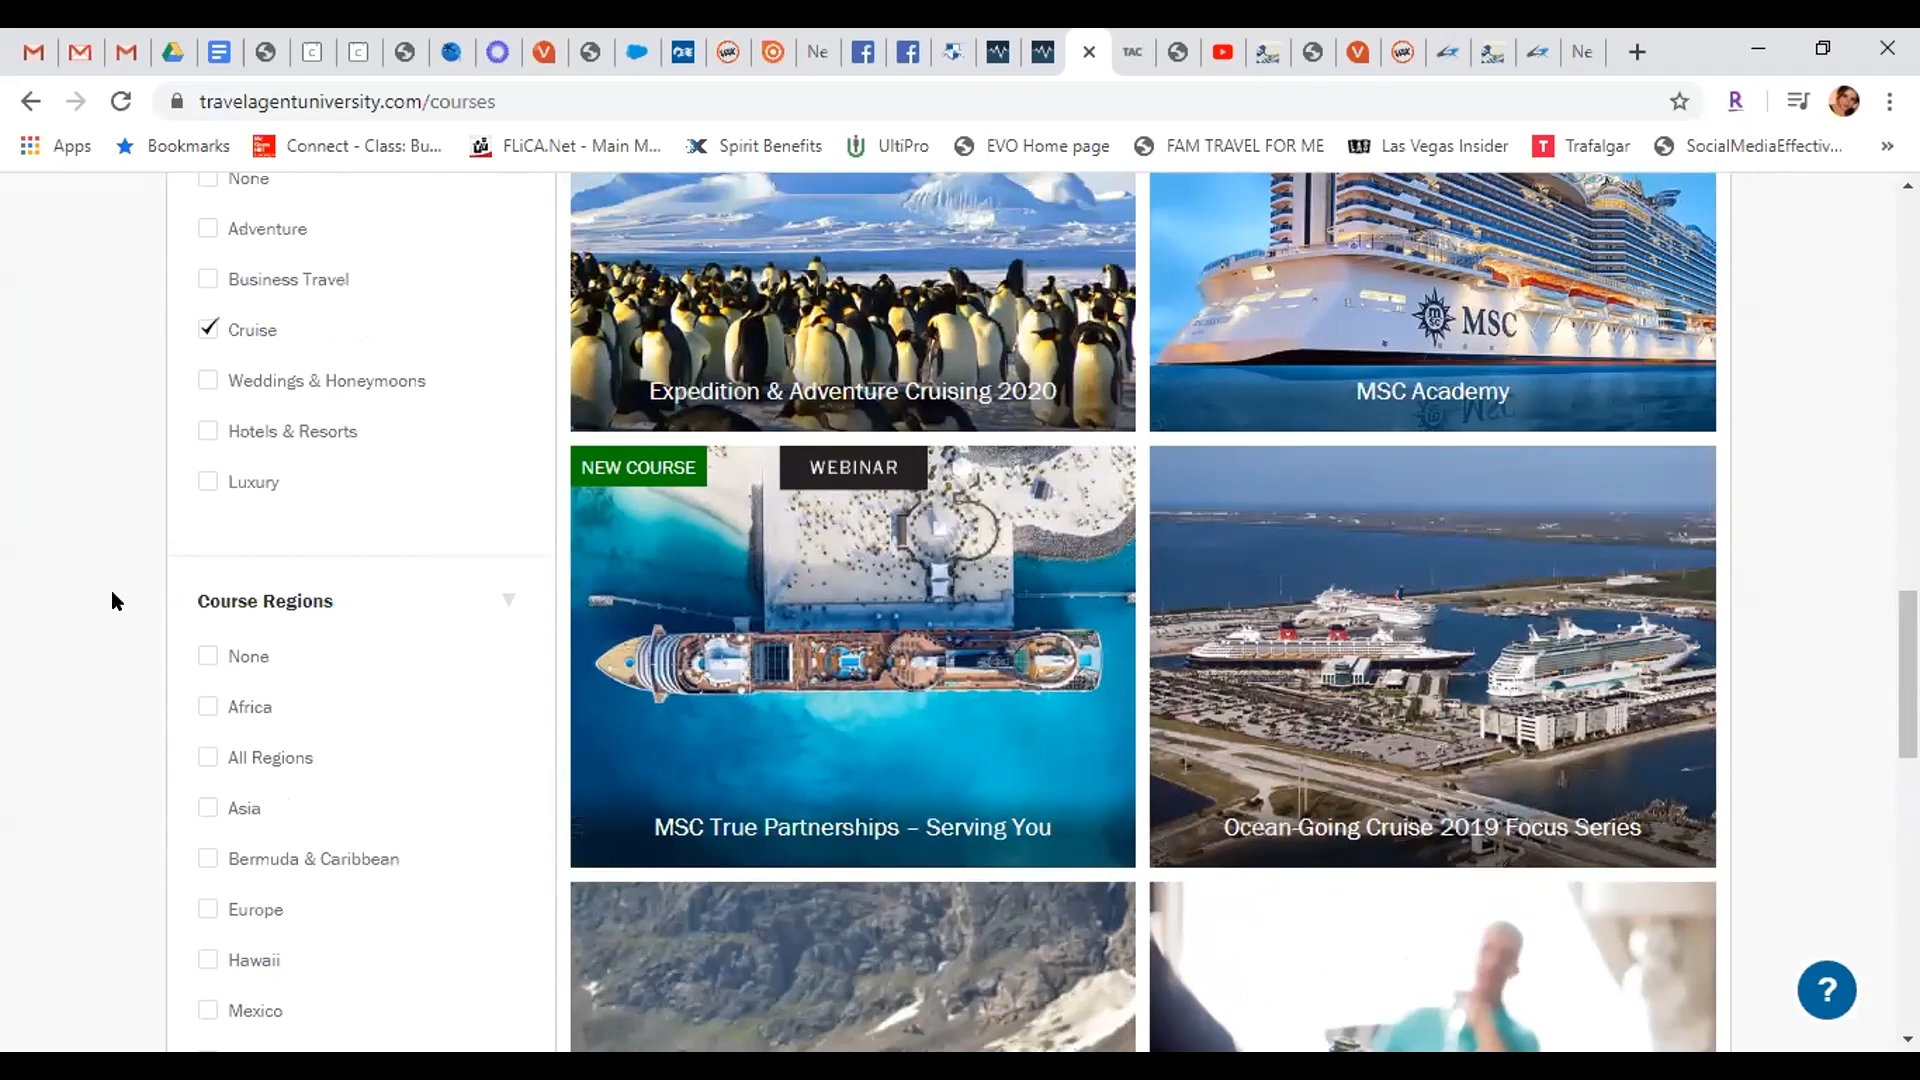 Ne
TAC
Ne
travelagentuniversity.com/courses
R
Apps
Bookmarks
Connect - Class: Bu...
FLiCA.Net - Main M...
Spirit Benefits
UltiPro
EVO Home page
FAM TRAVEL FOR ME
Las Vegas Insider
T
Trafalgar
SocialMediaEffectiv...
»
None
Adventure
Business Travel
Cruise
Weddings & Honeymoons
Hotels & Resorts
Luxury
Course Regions
None
Africa
All Regions
Asia
Bermuda & Caribbean
Europe
Hawaii
Mexico
Expedition & Adventure Cruising 2020
MSC
MSC Academy
NEW COURSE
WEBINAR
MSC True Partnerships – Serving You
Ocean-Going Cruise 2019 Focus Series
?